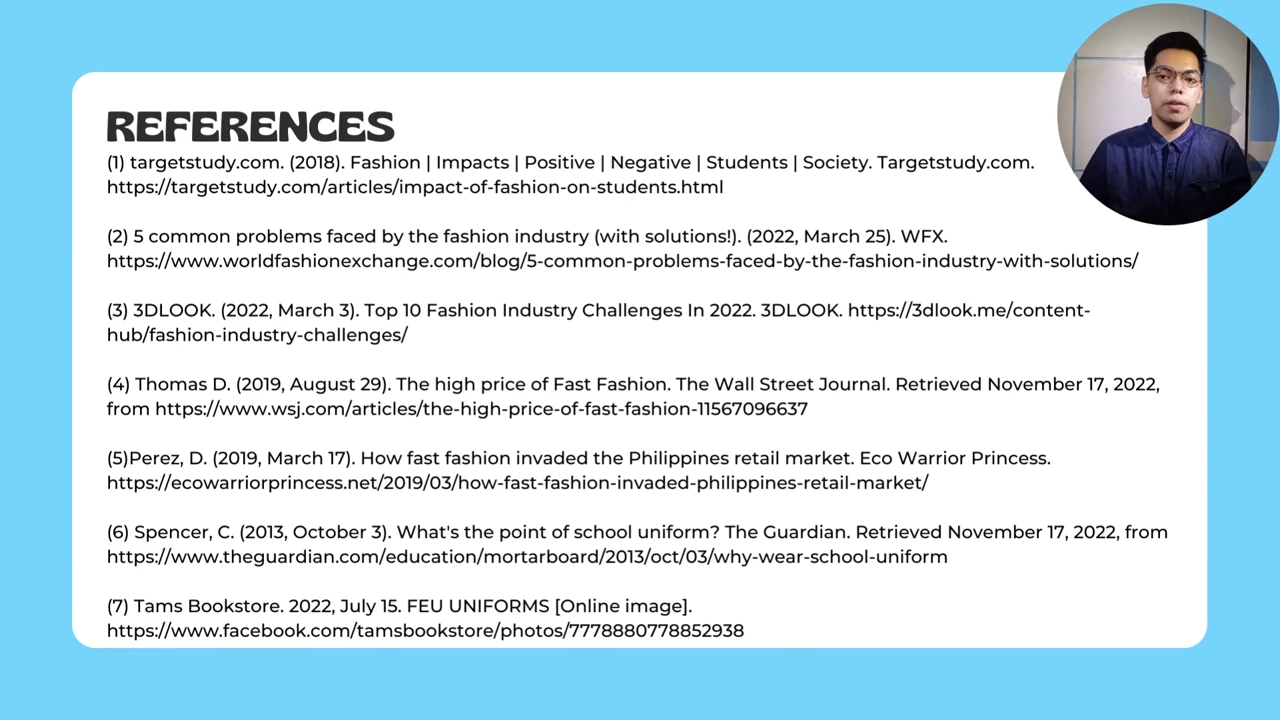 REFERENCES
(1) targetstudy.com. (2018). Fashion | Impacts | Positive | Negative | Students | Society. Targetstudy.com.
https://targetstudy.com/articles/impact-of-fashion-on-students.html
(2) 5 common problems faced by the fashion industry (with solutions!). (2022, March 25). WFX.
https://www.worldfashionexchange.com/blog/5-common-problems-faced-by-the-fashion-industry-with-solutions/
(3) 3DLOOK. (2022, March 3). Top 10 Fashion Industry Challenges In 2022. 3DLOOK. https://3dlook.me/content-
hub/fashion-industry-challenges/
(4) Thomas D. (2019, August 29). The high price of Fast Fashion. The Wall Street Journal. Retrieved November 17, 2022,
from https://www.wsj.com/articles/the-high-price-of-fast-fashion-11567096637
(5)Perez, D. (2019, March 17). How fast fashion invaded the Philippines retail market. Eco Warrior Princess.
https://ecowarriorprincess.net/2019/03/how-fast-fashion-invaded-philippines-retail-market/
(6) Spencer, C. (2013, October 3). What's the point of school uniform? The Guardian. Retrieved November 17, 2022, from
https://www.theguardian.com/education/mortarboard/2013/oct/03/why-wear-school-uniform
(7) Tams Bookstore. 2022, July 15. FEU UNIFORMS [Online image].
https://www.facebook.com/tamsbookstore/photos/7778880778852938